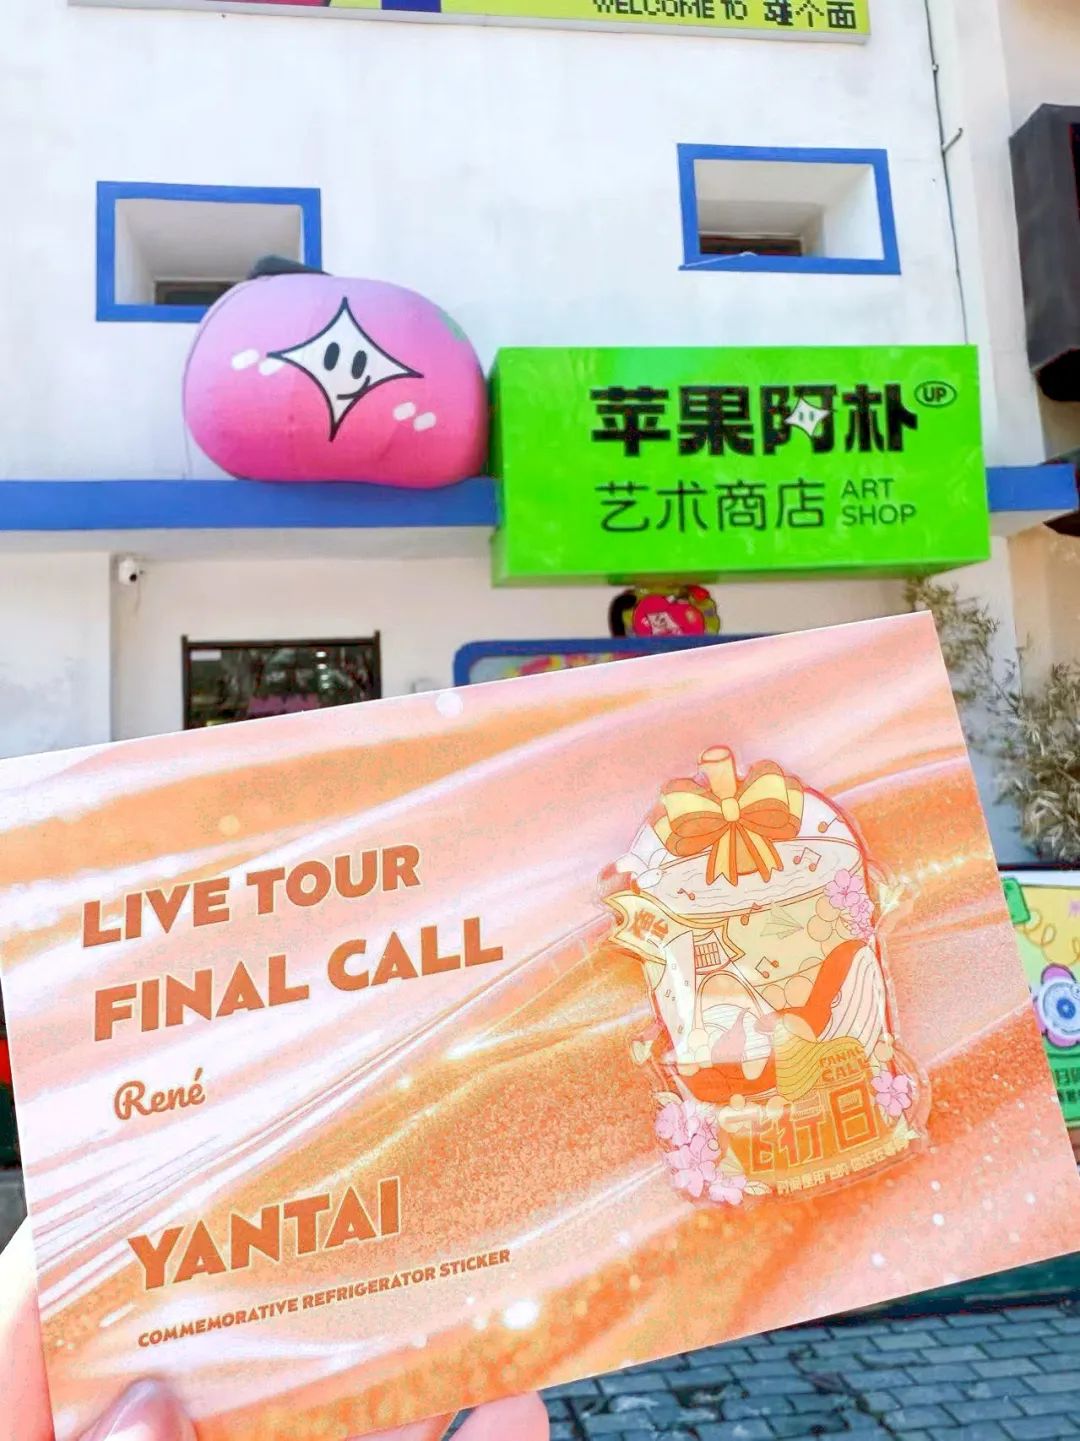 WELCOME TO 碓个面
苹果阿朴 UP
艺术商店 ART SHOP
LIVE TOUR
FINAL CALL
René
YANTAI
COMMEMORATIVE REFRIGERATOR STICKER
烟台
FINAL
CALL
飞行日